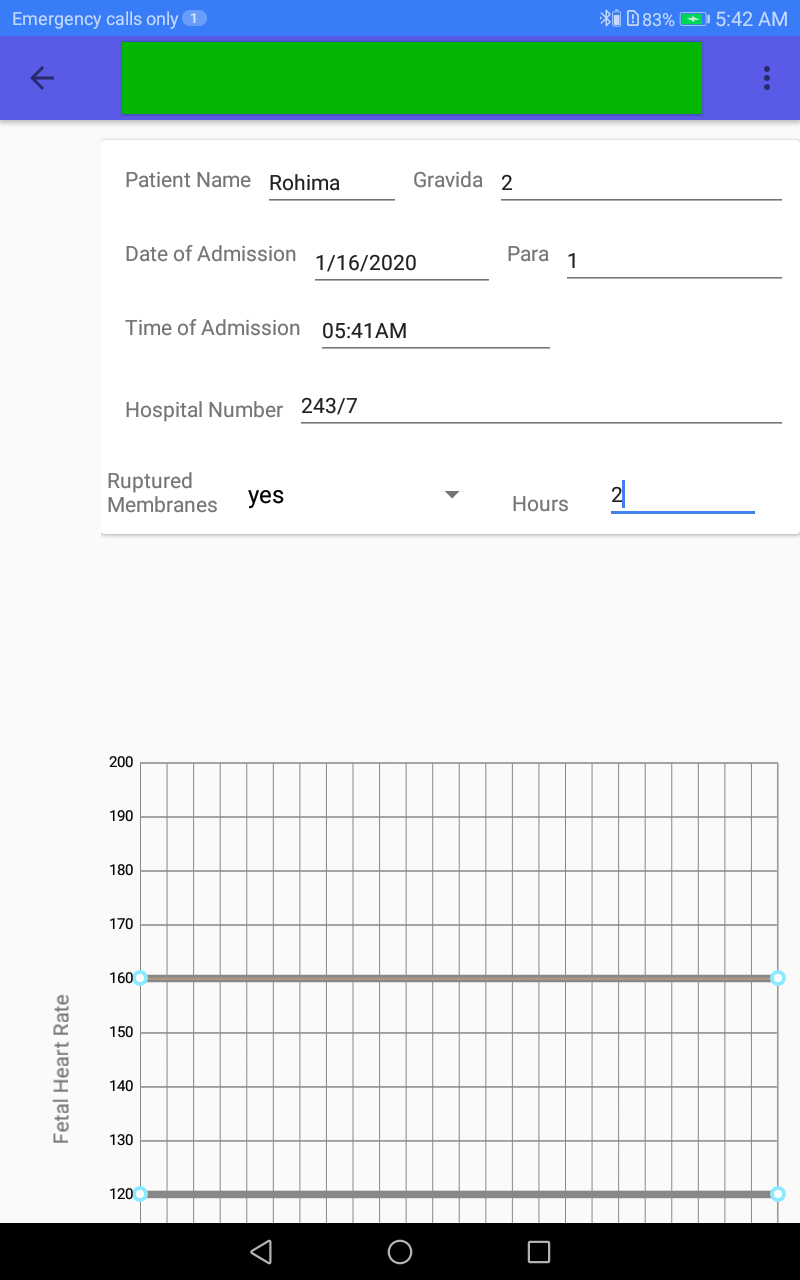 Emergency calls only 1 83% 5:42 AM
Patient Name Rohima Gravida 2
Date of Admission 1/16/2020 Para 1
Time of Admission 05:41AM
Hospital Number 243/7
Ruptured
Membranes yes Hours 2
200
190
180
170
160
150
140
130
120
Fetal Heart Rate